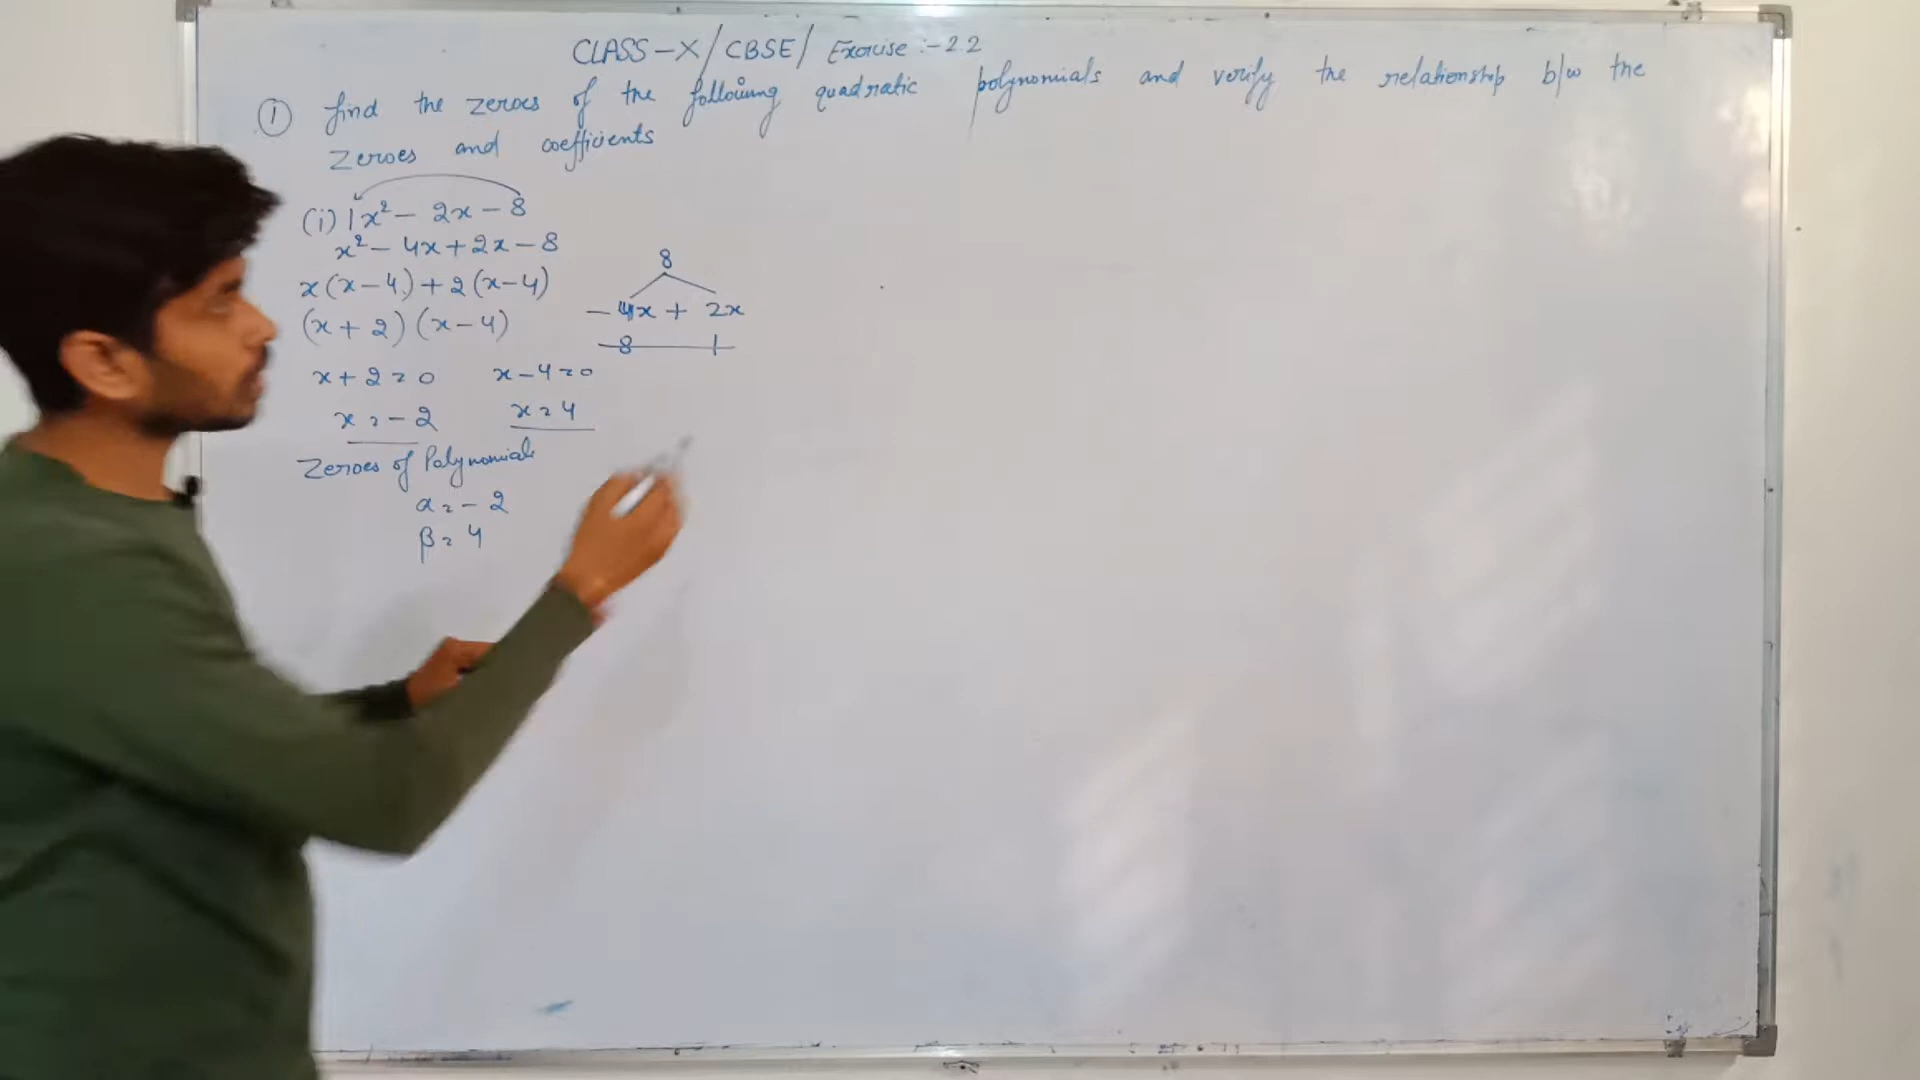 CLASS-X/CBSE/ Exercise :- 2.2
① find the zeroes of the following quadratic polynomials and verify the relationship b/w the
zeroes and coefficients
(i) 1x² - 2x - 8
x² - 4x + 2x - 8
x(x-4) + 2(x-4)
(x+2)(x-4)
x+2=0 x-4=0
x=-2 x=4
Zeroes of Polynomials
α=-2
β=4
8
-4x + 2x
8 1